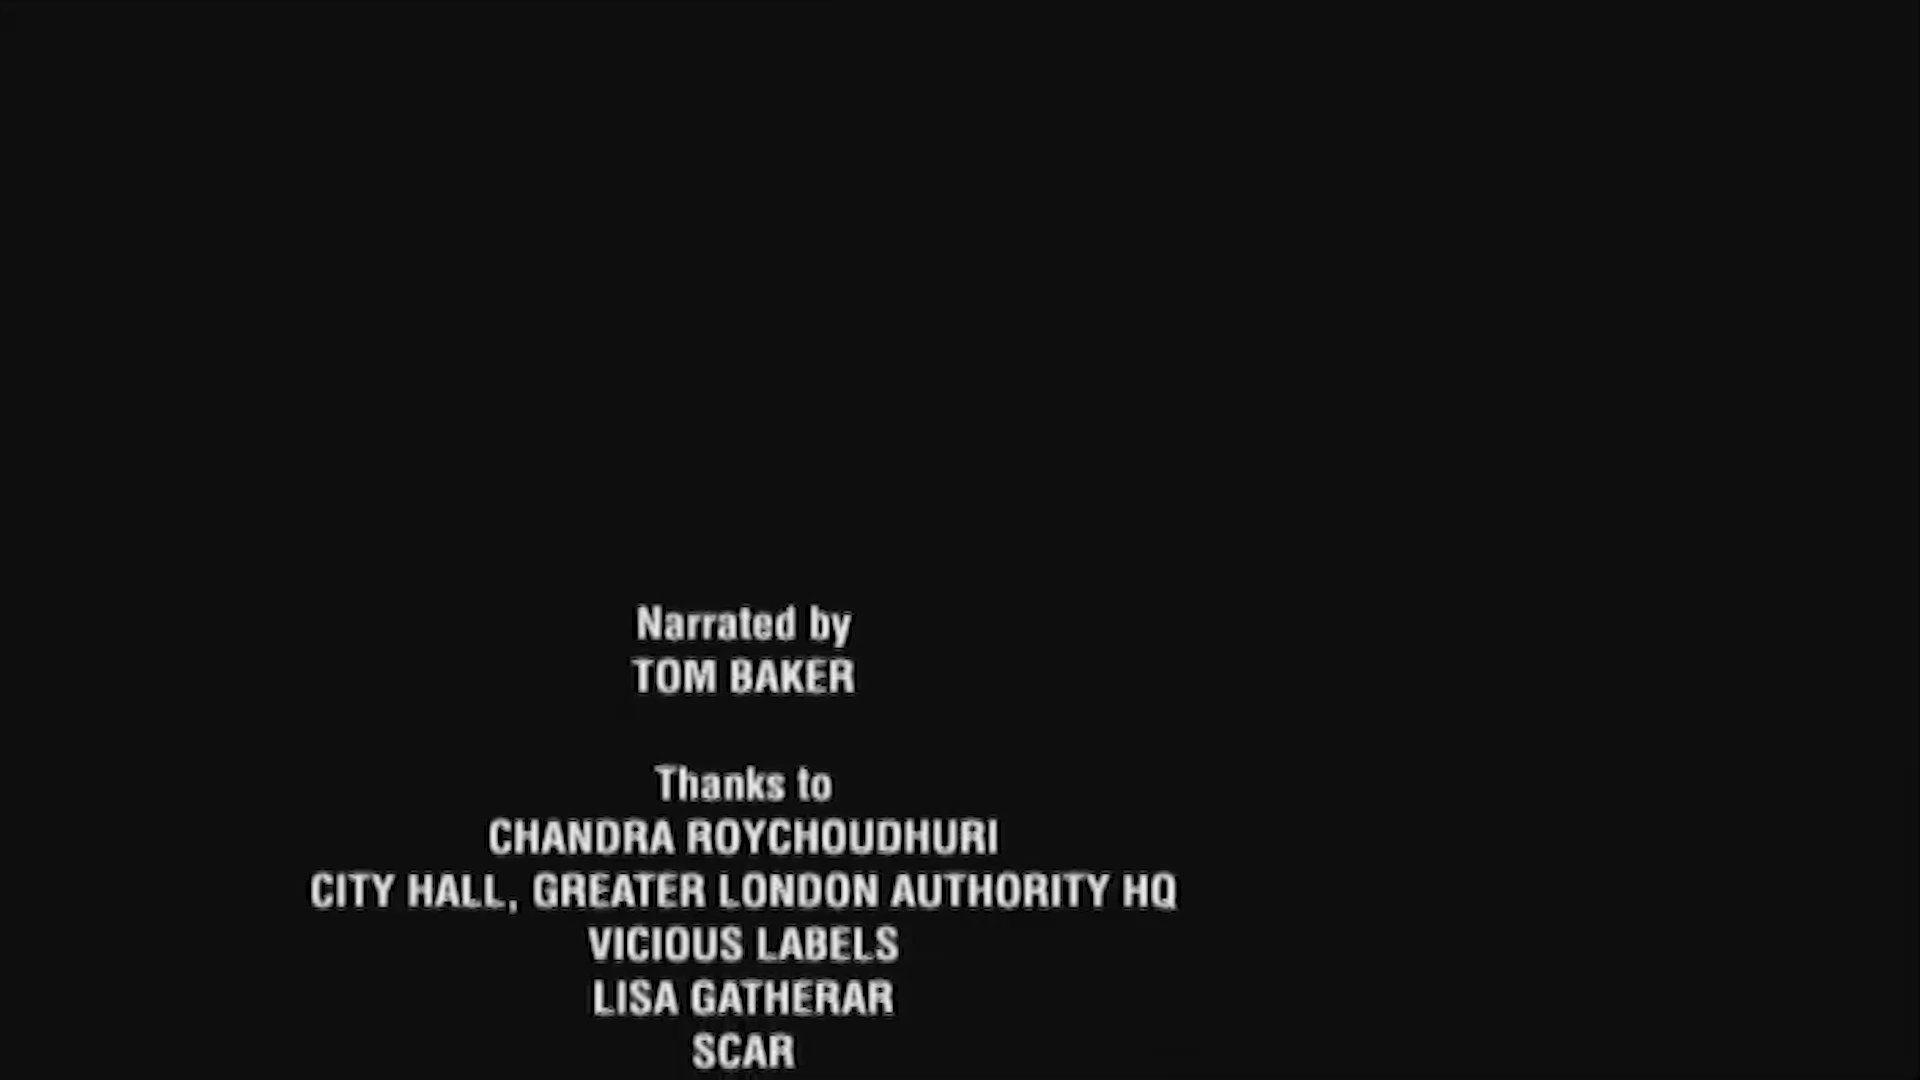 Narrated by
TOM BAKER
Thanks to
CHANDRA ROYCHOUDHURI
CITY HALL, GREATER LONDON AUTHORITY HQ
VICIOUS LABELS
LISA GATHERAR
SCAR